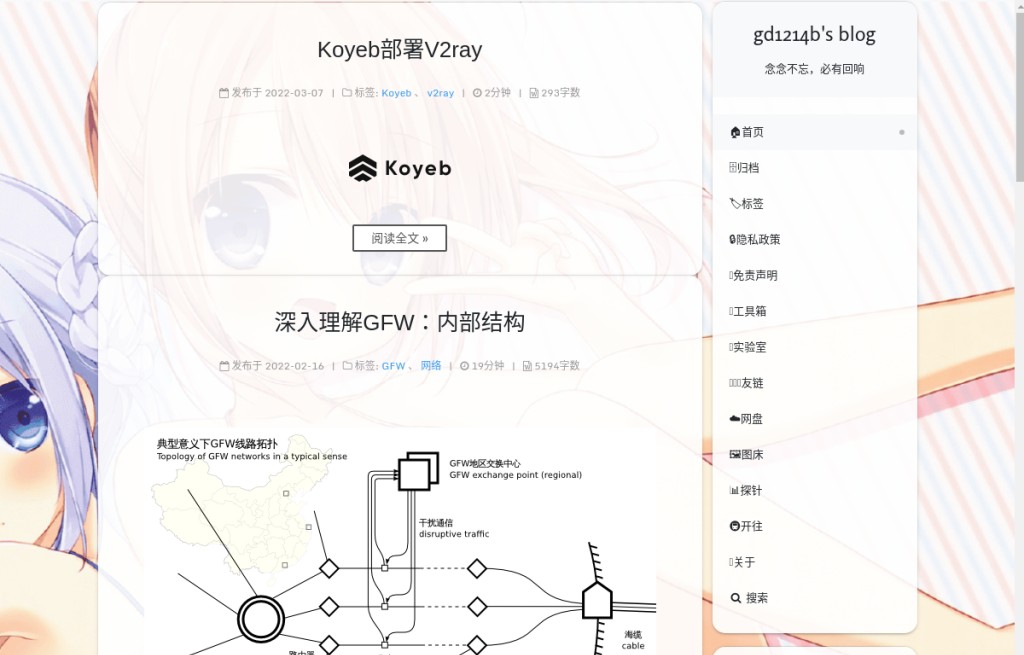 Koyeb部署V2ray
发布于 2022-03-07 | 标签: Koyeb 、 v2ray | 2分钟 | 293字数
Koyeb
阅读全文 »
深入理解GFW：内部结构
发布于 2022-02-16 | 标签: GFW 、 网络 | 19分钟 | 5194字数
典型意义下GFW线路拓扑
Topology of GFW networks in a typical sense
GFW地区交换中心
GFW exchange point (regional)
干扰通信
disruptive traffic
海缆
cable
路由器
gd1214b's blog
念念不忘，必有回响
首页
归档
标签
隐私政策
免责声明
工具箱
实验室
友链
网盘
图床
探针
开往
关于
搜索